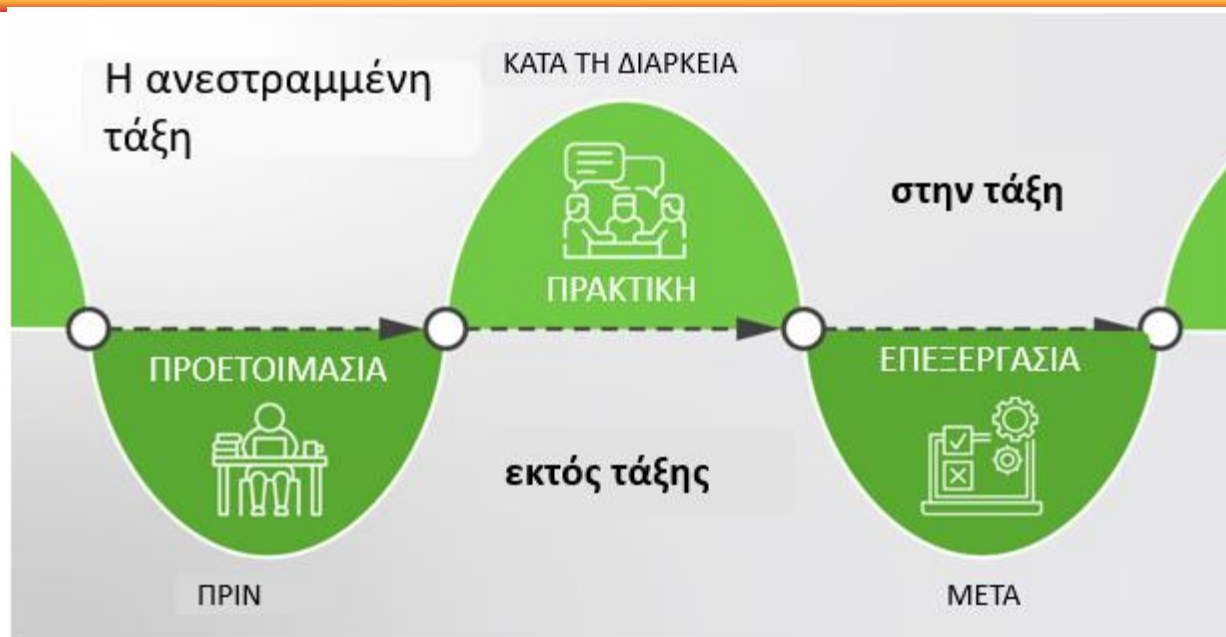 Η ανεστραμμένη
τάξη
ΚΑΤΑ ΤΗ ΔΙΑΡΚΕΙΑ
στην τάξη
ΠΡΑΚΤΙΚΗ
ΠΡΟΕΤΟΙΜΑΣΙΑ
ΕΠΕΞΕΡΓΑΣΙΑ
εκτός τάξης
ΠΡΙΝ
ΜΕΤΑ